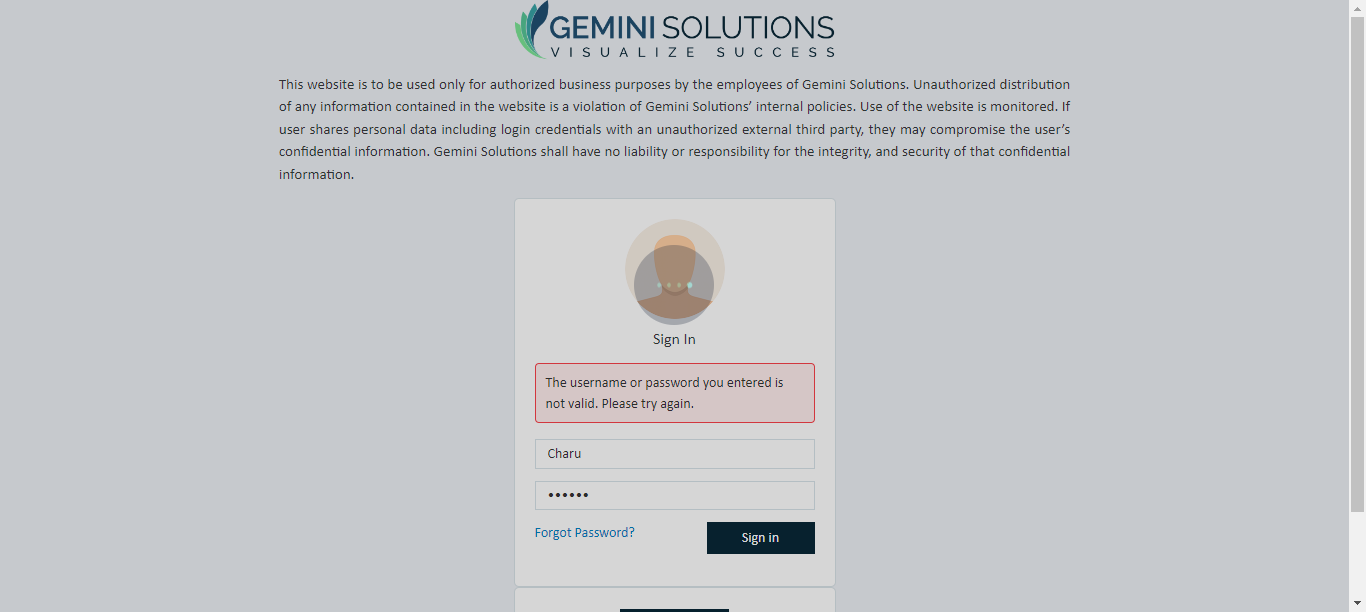 GEMINI SOLUTIONS
VISUALIZE SUCCESS
This website is to be used only for authorized business purposes by the employees of Gemini Solutions. Unauthorized distribution
of any information contained in the website is a violation of Gemini Solutions’ internal policies. Use of the website is monitored. If
user shares personal data including login credentials with an unauthorized external third party, they may compromise the user’s
confidential information. Gemini Solutions shall have no liability or responsibility for the integrity, and security of that confidential
information.
Sign In
The username or password you entered is
not valid. Please try again.
Charu
••••••
Forgot Password?
Sign in